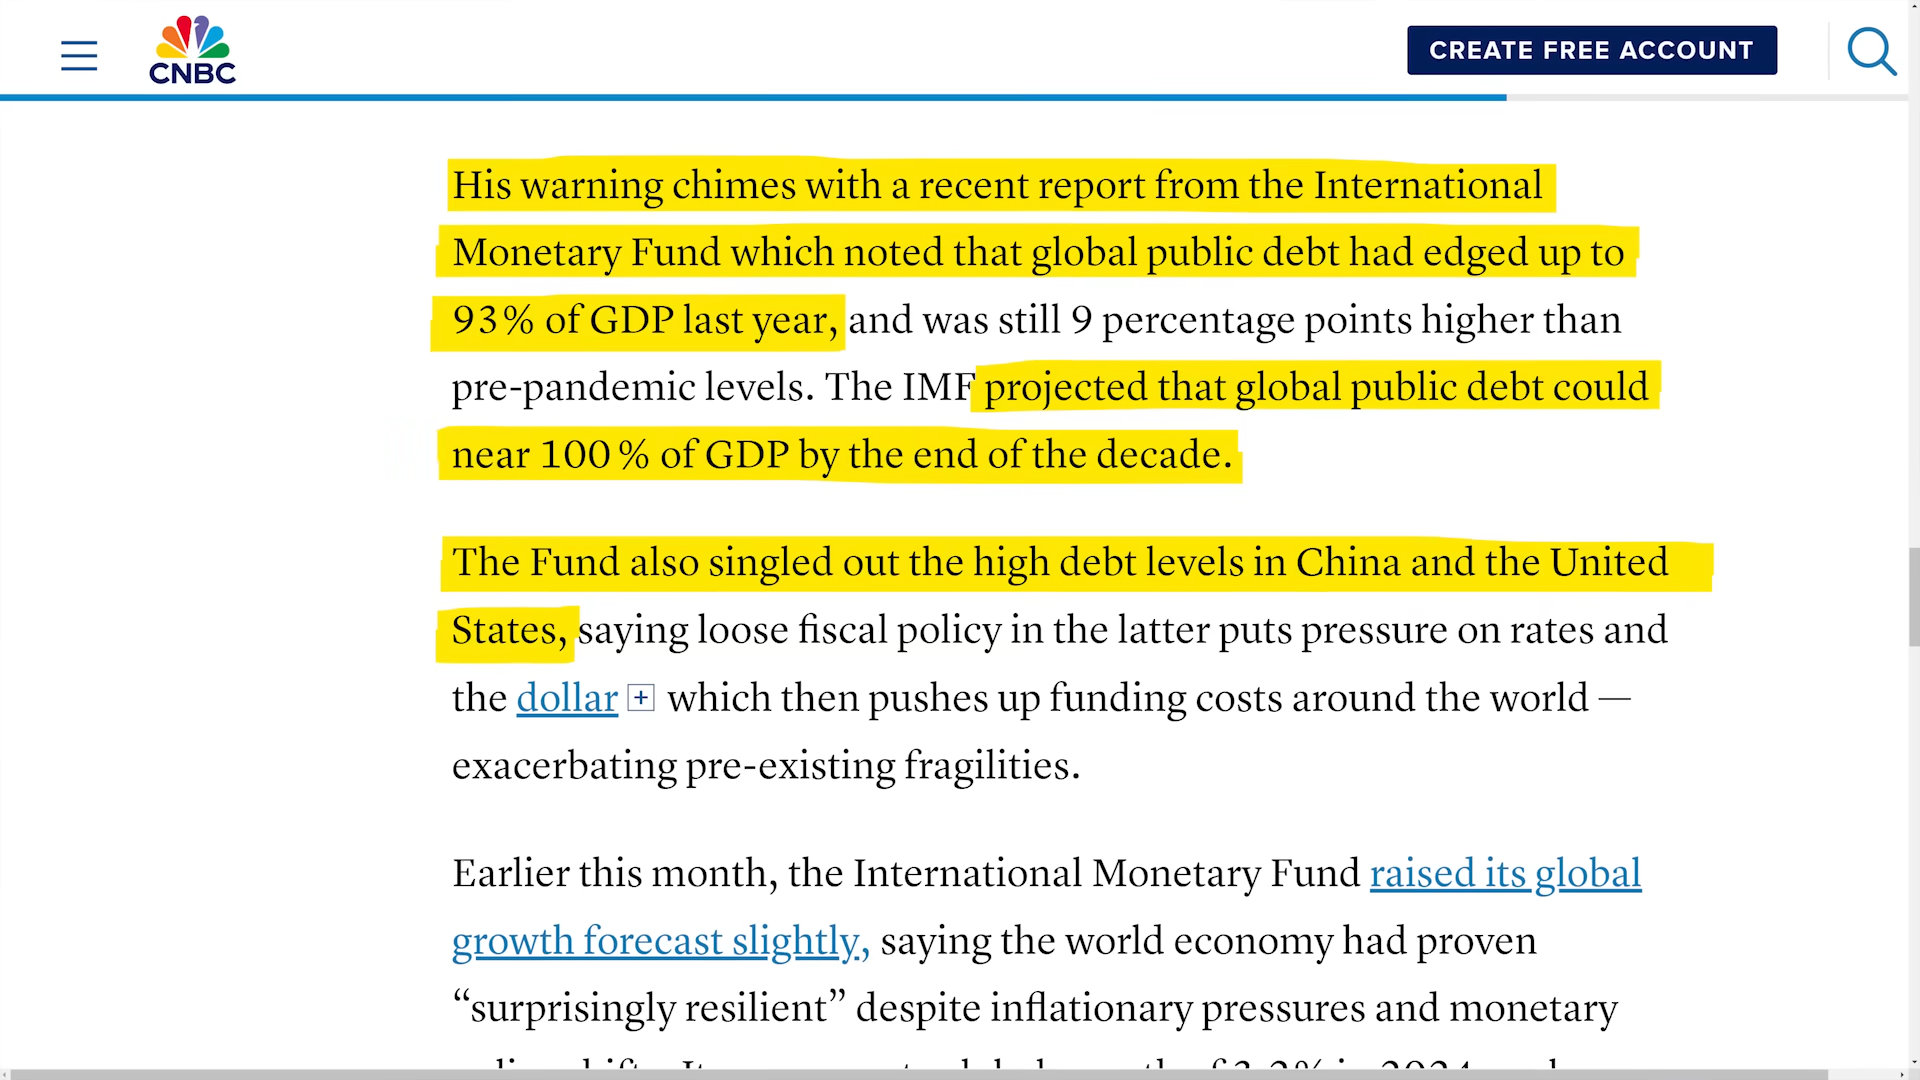 CNBC
CREATE FREE ACCOUNT
His warning chimes with a recent report from the International
Monetary Fund which noted that global public debt had edged up to
93% of GDP last year, and was still 9 percentage points higher than
pre-pandemic levels. The IMF projected that global public debt could
near 100% of GDP by the end of the decade.
The Fund also singled out the high debt levels in China and the United
States, saying loose fiscal policy in the latter puts pressure on rates and
the dollar + which then pushes up funding costs around the world —
exacerbating pre-existing fragilities.
Earlier this month, the International Monetary Fund raised its global
growth forecast slightly, saying the world economy had proven
“surprisingly resilient” despite inflationary pressures and monetary